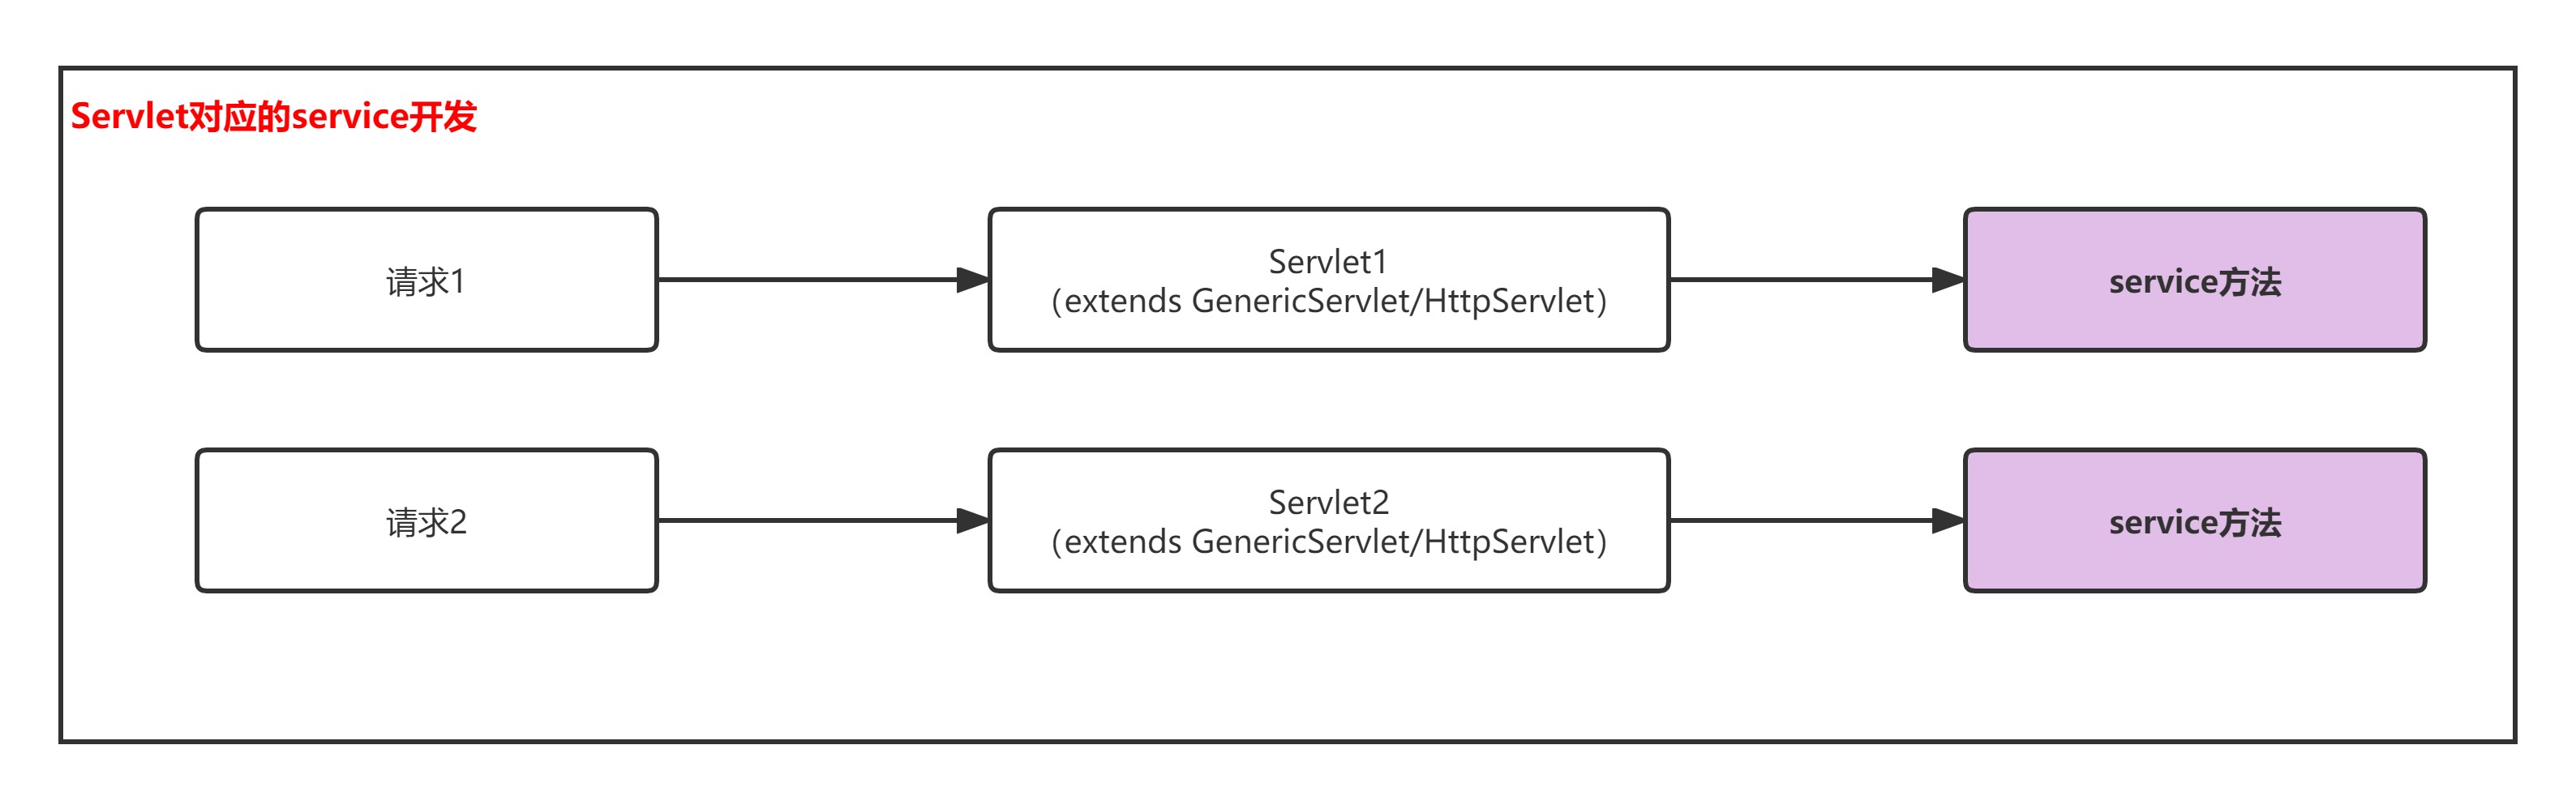 Servlet对应的service开发
请求1
Servlet1
（extends GenericServlet/HttpServlet）
service方法
请求2
Servlet2
（extends GenericServlet/HttpServlet）
service方法